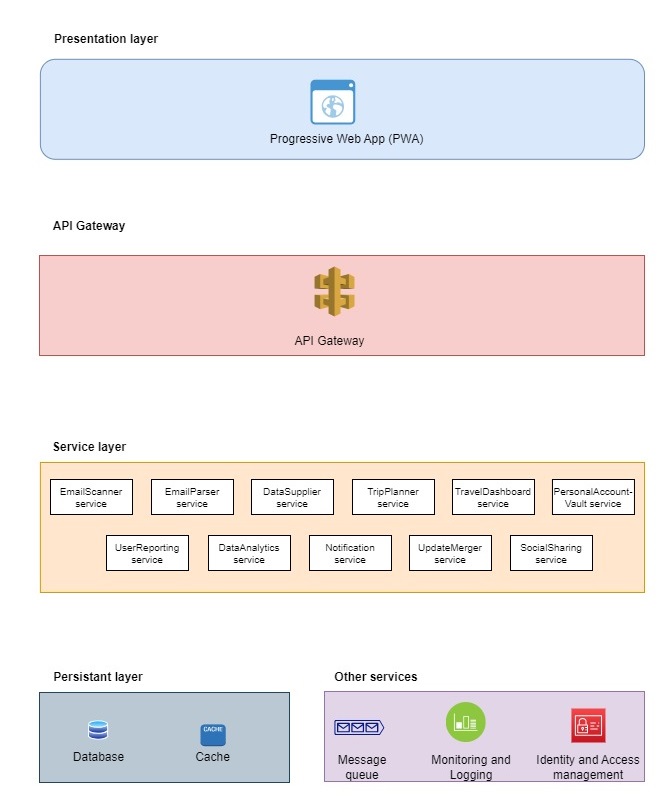 Presentation layer
Progressive Web App (PWA)
API Gateway
API Gateway
Service layer
EmailScanner
service
EmailParser
service
DataSupplier
service
TripPlanner
service
TravelDashboard
service
PersonalAccount-
Vault service
UserReporting
service
DataAnalytics
service
Notification
service
UpdateMerger
service
SocialSharing
service
Persistant layer
Database
CACHE
Cache
Other services
Message
queue
Monitoring and
Logging
Identity and Access
management